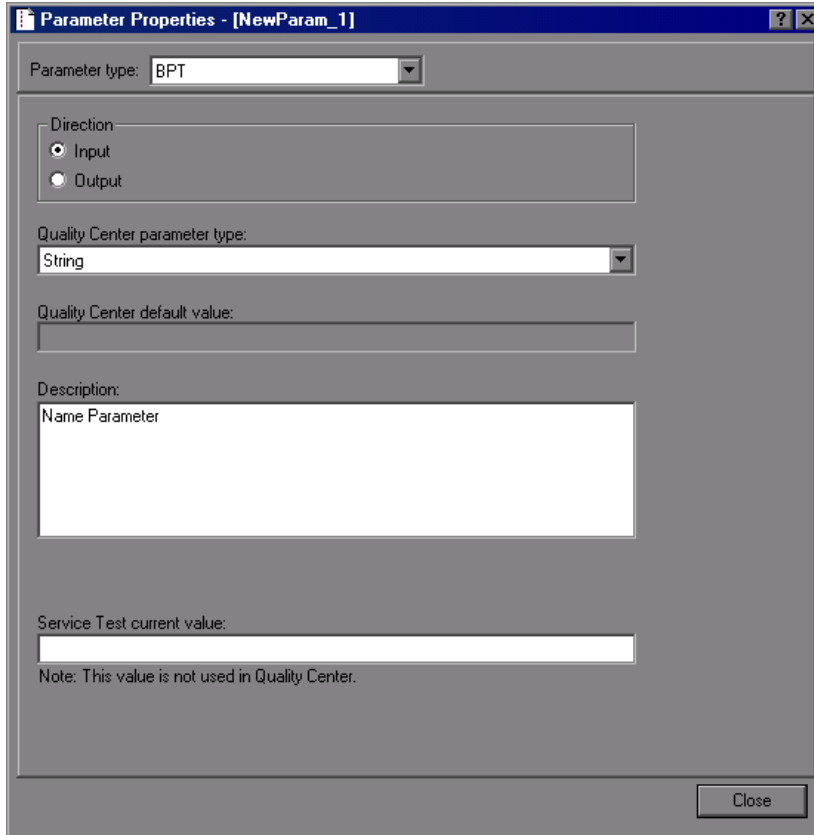 Parameter Properties - [NewParam_1]
Parameter type: BPT
Direction
Input
Output
Quality Center parameter type:
String
Quality Center default value:
Description:
Name Parameter
Service Test current value:
Note: This value is not used in Quality Center.
Close